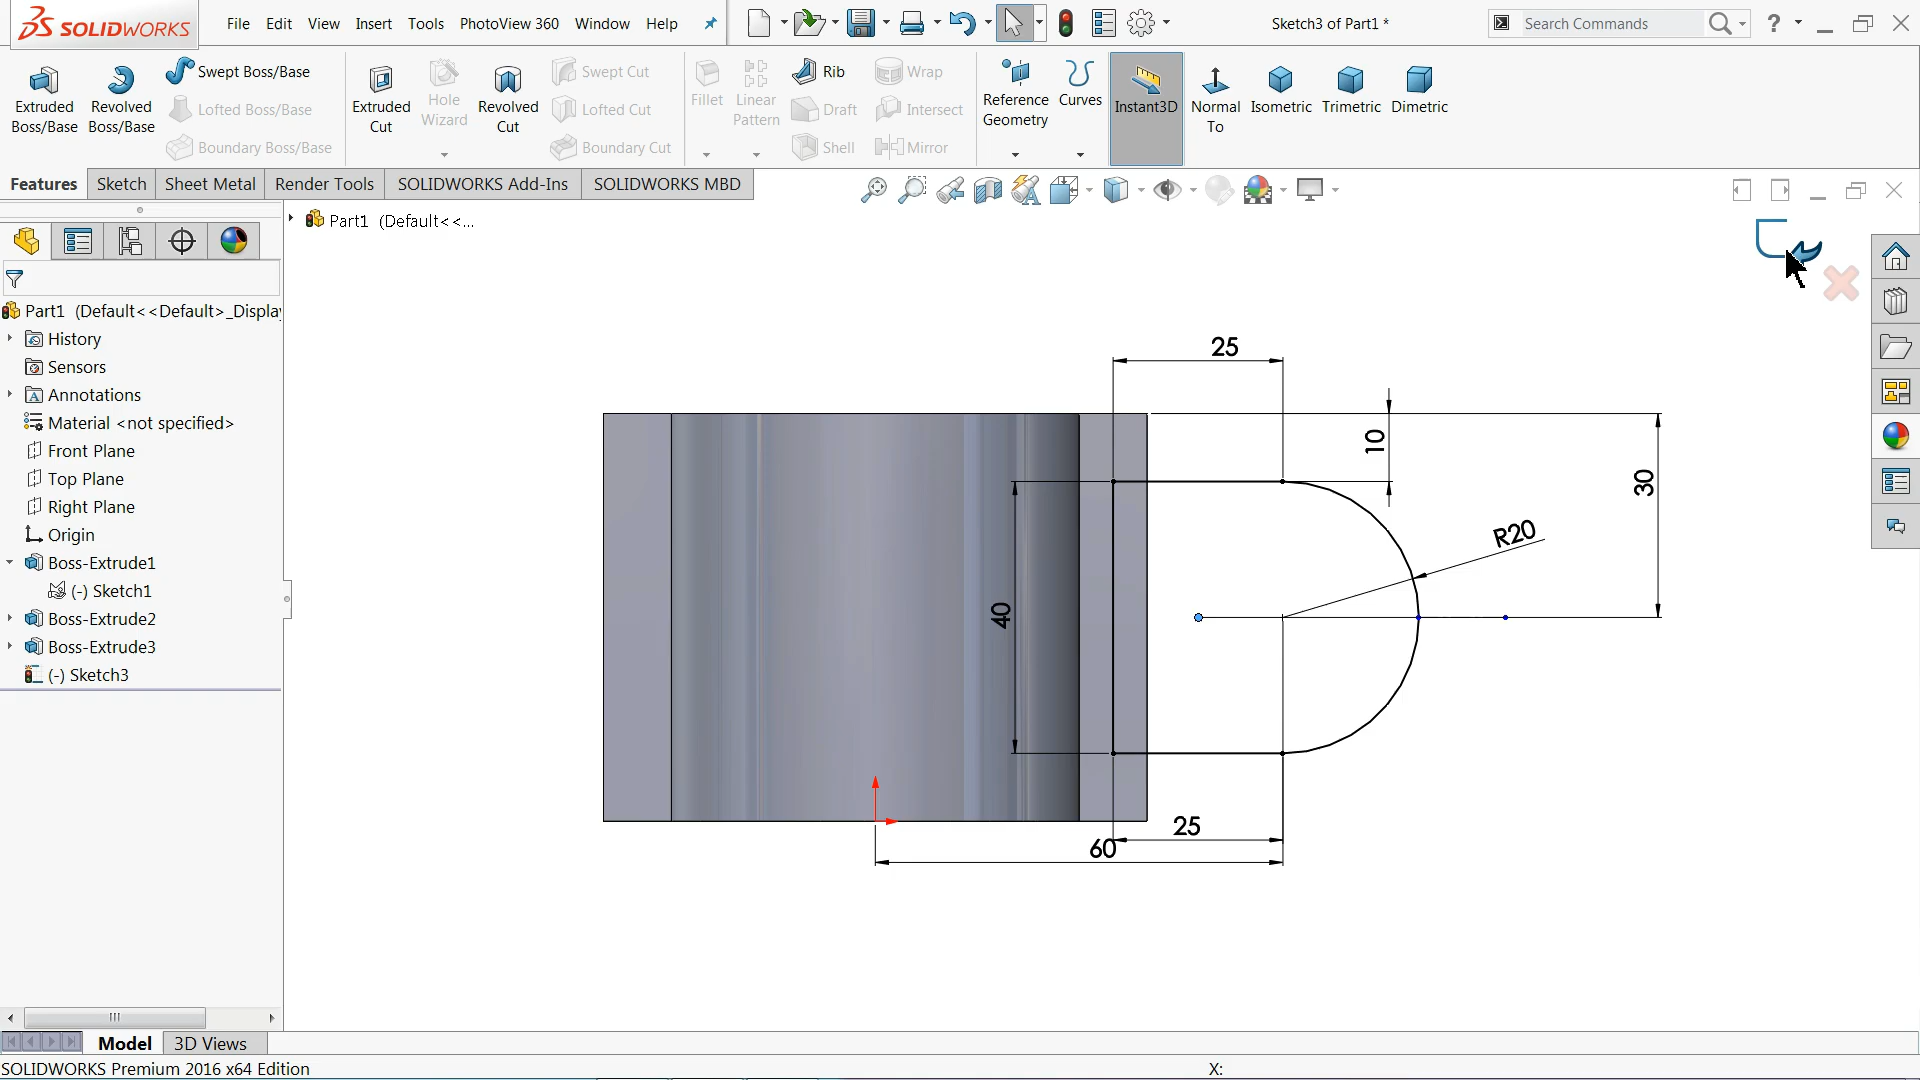 SOLIDWORKS
File Edit View Insert Tools PhotoView 360 Window Help
Sketch3 of Part1 *
Search Commands
?
Extruded Boss/Base
Revolved Boss/Base
Swept Boss/Base
Lofted Boss/Base
Boundary Boss/Base
Extruded Cut
Hole Wizard
Revolved Cut
Swept Cut
Lofted Cut
Boundary Cut
Fillet
Linear Pattern
Rib
Draft
Shell
Wrap
Intersect
Mirror
Reference Geometry
Curves
Instant3D
Normal To
Isometric
Trimetric
Dimetric
Features Sketch Sheet Metal Render Tools SOLIDWORKS Add-Ins SOLIDWORKS MBD
Part1 (Default<<...
Part1 (Default<<Default>_Displa
History
Sensors
Annotations
Material <not specified>
Front Plane
Top Plane
Right Plane
Origin
Boss-Extrude1
(-) Sketch1
Boss-Extrude2
Boss-Extrude3
(-) Sketch3
25
10
30
R20
40
25
60
Model 3D Views
SOLIDWORKS Premium 2016 x64 Edition
X: